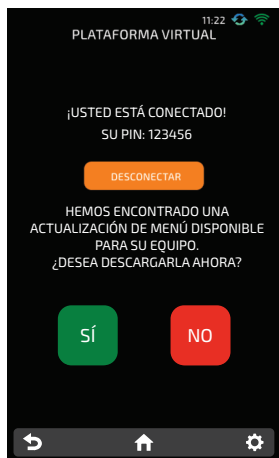 11:22
PLATAFORMA VIRTUAL
¡USTED ESTÁ CONECTADO!
SU PIN: 123456
DESCONECTAR
HEMOS ENCONTRADO UNA
ACTUALIZACIÓN DE MENÚ DISPONIBLE
PARA SU EQUIPO.
¿DESEA DESCARGARLA AHORA?
SÍ NO